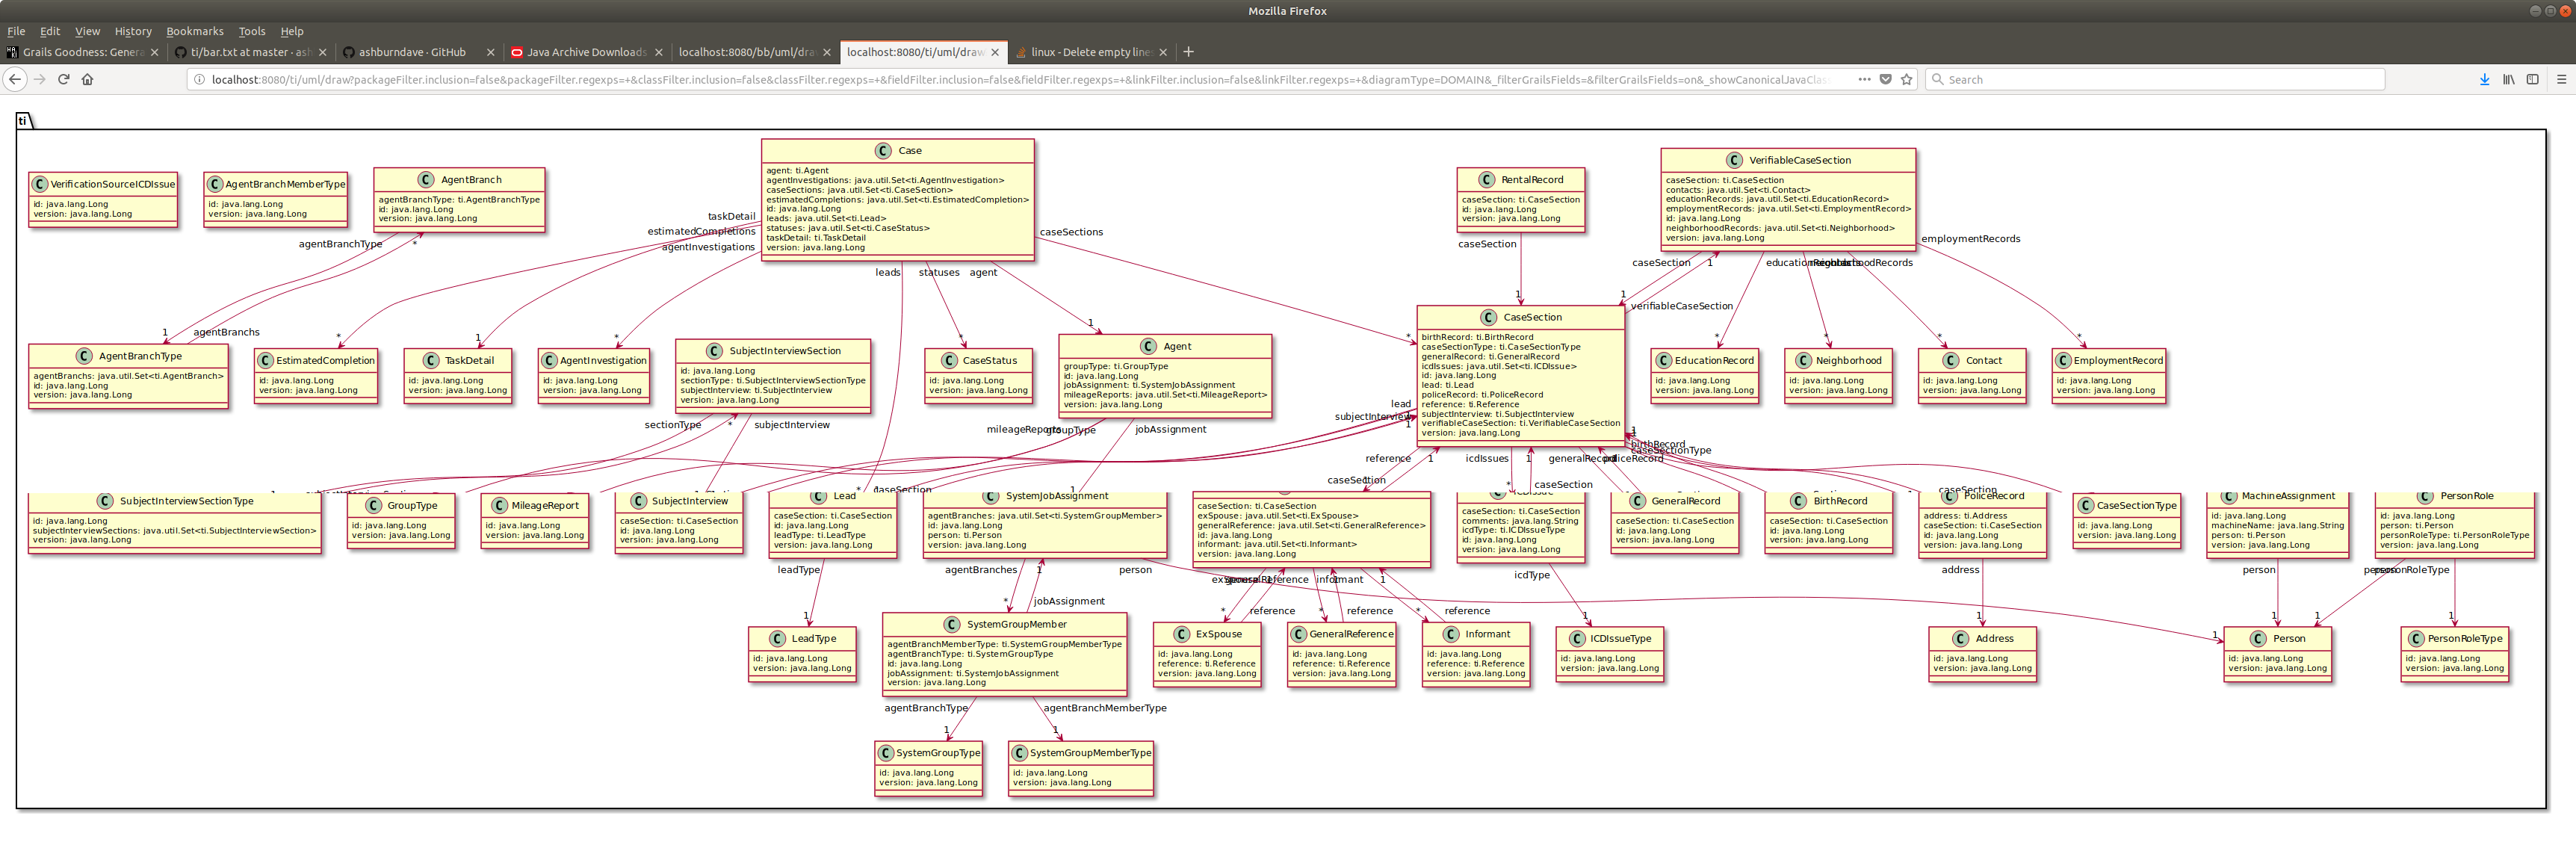 Mozilla Firefox
File Edit View History Bookmarks Tools Help
Grails Goodness: Genera
ti/bar.txt at master · ash
ashburndave · GitHub
Java Archive Downloads
localhost:8080/bb/uml/dra
localhost:8080/ti/uml/draw
linux - Delete empty line
localhost:8080/ti/uml/draw?packageFilter.inclusion=false&packageFilter.regexps=+&classFilter.inclusion=false&classFilter.regexps=+&fieldFilter.inclusion=false&fieldFilter.regexps=+&linkFilter.inclusion=false&linkFilter.regexps=+&diagramType=DOMAIN&_filterGrailsFields=&filterGrailsFields=on&_showCanonicalJavaClas
Search
ti
VerificationSourceICDIssue
id: java.lang.Long
version: java.lang.Long
AgentBranchMemberType
id: java.lang.Long
version: java.lang.Long
AgentBranch
agentBranchType: ti.AgentBranchType
id: java.lang.Long
version: java.lang.Long
Case
agent: ti.Agent
agentInvestigations: java.util.Set<ti.AgentInvestigation>
caseSections: java.util.Set<ti.CaseSection>
estimatedCompletions: java.util.Set<ti.EstimatedCompletion>
id: java.lang.Long
leads: java.util.Set<ti.Lead>
statuses: java.util.Set<ti.CaseStatus>
taskDetail: ti.TaskDetail
version: java.lang.Long
RentalRecord
caseSection: ti.CaseSection
id: java.lang.Long
version: java.lang.Long
VerifiableCaseSection
caseSection: ti.CaseSection
contacts: java.util.Set<ti.Contact>
educationRecords: java.util.Set<ti.EducationRecord>
employmentRecords: java.util.Set<ti.EmploymentRecord>
id: java.lang.Long
neighborhoodRecords: java.util.Set<ti.Neighborhood>
version: java.lang.Long
agentBranchType
*
taskDetail
estimatedCompletions
agentInvestigations
leads
statuses
agent
caseSections
caseSection
caseSection
1
employmentRecords
1
agentBranchs
*
1
*
*
1
1
1
verifiableCaseSection
*
*
*
*
*
AgentBranchType
agentBranchs: java.util.Set<ti.AgentBranch>
id: java.lang.Long
version: java.lang.Long
EstimatedCompletion
id: java.lang.Long
version: java.lang.Long
TaskDetail
id: java.lang.Long
version: java.lang.Long
AgentInvestigation
id: java.lang.Long
version: java.lang.Long
SubjectInterviewSection
id: java.lang.Long
sectionType: ti.SubjectInterviewSectionType
subjectInterview: ti.SubjectInterview
version: java.lang.Long
CaseStatus
id: java.lang.Long
version: java.lang.Long
Agent
groupType: ti.GroupType
id: java.lang.Long
jobAssignment: ti.SystemJobAssignment
mileageReports: java.util.Set<ti.MileageReport>
version: java.lang.Long
CaseSection
birthRecord: ti.BirthRecord
caseSectionType: ti.CaseSectionType
generalRecord: ti.GeneralRecord
icdIssues: java.util.Set<ti.ICDIssue>
id: java.lang.Long
lead: ti.Lead
policeRecord: ti.PoliceRecord
reference: ti.Reference
subjectInterview: ti.SubjectInterview
verifiableCaseSection: ti.VerifiableCaseSection
version: java.lang.Long
EducationRecord
id: java.lang.Long
version: java.lang.Long
Neighborhood
id: java.lang.Long
version: java.lang.Long
Contact
id: java.lang.Long
version: java.lang.Long
EmploymentRecord
id: java.lang.Long
version: java.lang.Long
sectionType
*
subjectInterview
mileageReports
groupType
jobAssignment
lead
subjectInterview
1
birthRecord
caseSectionType
reference
1
icdIssues
1
generalRecord
policeRecord
caseSection
*
caseSection
caseSection
caseSection
SubjectInterviewSectionType
id: java.lang.Long
subjectInterviewSections: java.util.Set<ti.SubjectInterviewSection>
version: java.lang.Long
GroupType
id: java.lang.Long
version: java.lang.Long
MileageReport
id: java.lang.Long
version: java.lang.Long
SubjectInterview
caseSection: ti.CaseSection
id: java.lang.Long
version: java.lang.Long
Lead
caseSection: ti.CaseSection
id: java.lang.Long
leadType: ti.LeadType
version: java.lang.Long
SystemJobAssignment
agentBranches: java.util.Set<ti.SystemGroupMember>
id: java.lang.Long
person: ti.Person
version: java.lang.Long
caseSection: ti.CaseSection
exSpouse: java.util.Set<ti.ExSpouse>
generalReference: java.util.Set<ti.GeneralReference>
id: java.lang.Long
informant: java.util.Set<ti.Informant>
version: java.lang.Long
caseSection: ti.CaseSection
comments: java.lang.String
icdType: ti.ICDIssueType
id: java.lang.Long
version: java.lang.Long
GeneralRecord
caseSection: ti.CaseSection
id: java.lang.Long
version: java.lang.Long
BirthRecord
caseSection: ti.CaseSection
id: java.lang.Long
version: java.lang.Long
PoliceRecord
address: ti.Address
caseSection: ti.CaseSection
id: java.lang.Long
version: java.lang.Long
CaseSectionType
id: java.lang.Long
version: java.lang.Long
MachineAssignment
id: java.lang.Long
machineName: java.lang.String
person: ti.Person
version: java.lang.Long
PersonRole
id: java.lang.Long
person: ti.Person
personRoleType: ti.PersonRoleType
version: java.lang.Long
leadType
agentBranches
1
person
exSpouse
informant
1
icdType
address
person
personRoleType
1
*
jobAssignment
*
reference
*
reference
*
reference
1
1
1
1
1
1
LeadType
id: java.lang.Long
version: java.lang.Long
SystemGroupMember
agentBranchMemberType: ti.SystemGroupMemberType
agentBranchType: ti.SystemGroupType
id: java.lang.Long
jobAssignment: ti.SystemJobAssignment
version: java.lang.Long
ExSpouse
id: java.lang.Long
reference: ti.Reference
version: java.lang.Long
GeneralReference
id: java.lang.Long
reference: ti.Reference
version: java.lang.Long
Informant
id: java.lang.Long
reference: ti.Reference
version: java.lang.Long
ICDIssueType
id: java.lang.Long
version: java.lang.Long
Address
id: java.lang.Long
version: java.lang.Long
Person
id: java.lang.Long
version: java.lang.Long
PersonRoleType
id: java.lang.Long
version: java.lang.Long
agentBranchType
agentBranchMemberType
1
1
SystemGroupType
id: java.lang.Long
version: java.lang.Long
SystemGroupMemberType
id: java.lang.Long
version: java.lang.Long